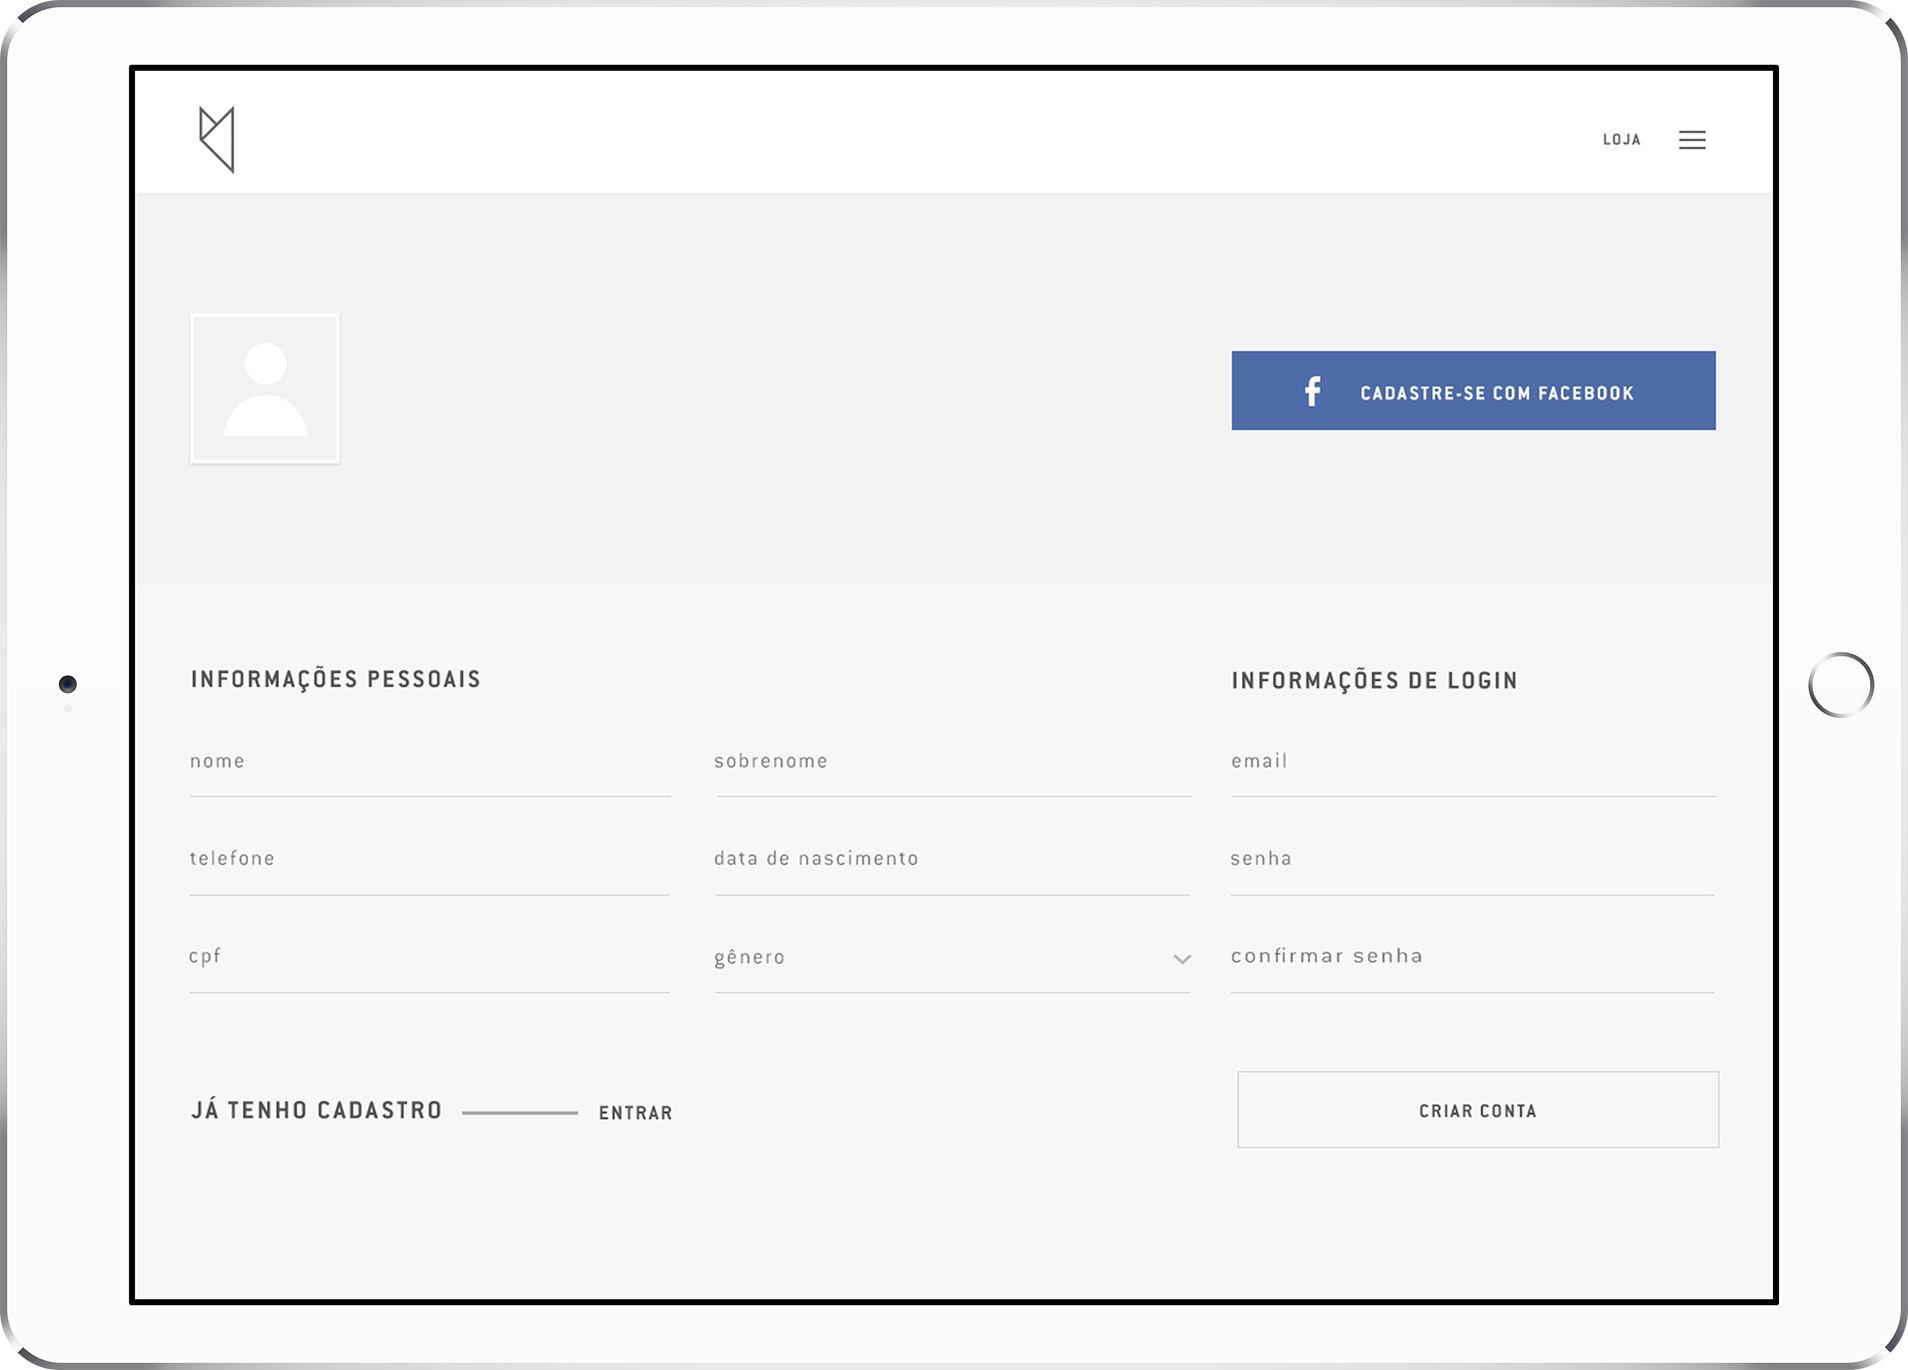 LOJA
CADASTRE-SE COM FACEBOOK
INFORMAÇÕES PESSOAIS
INFORMAÇÕES DE LOGIN
nome
sobrenome
email
telefone
data de nascimento
senha
cpf
gênero
confirmar senha
JÁ TENHO CADASTRO
ENTRAR
CRIAR CONTA